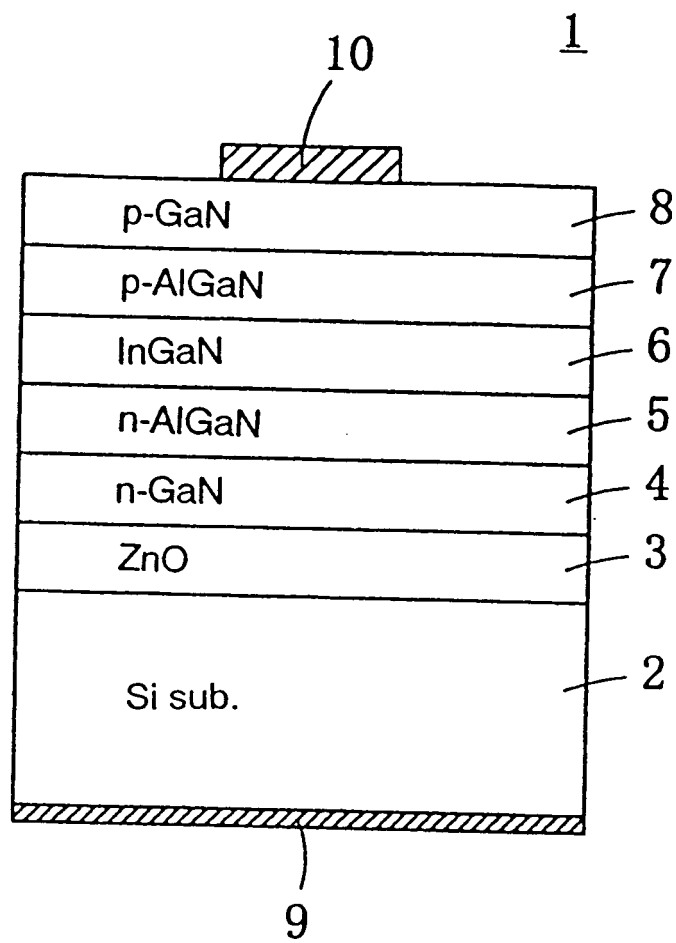 1
10
p-GaN 8
p-AlGaN 7
InGaN 6
n-AlGaN 5
n-GaN 4
ZnO 3
Si sub. 2
9